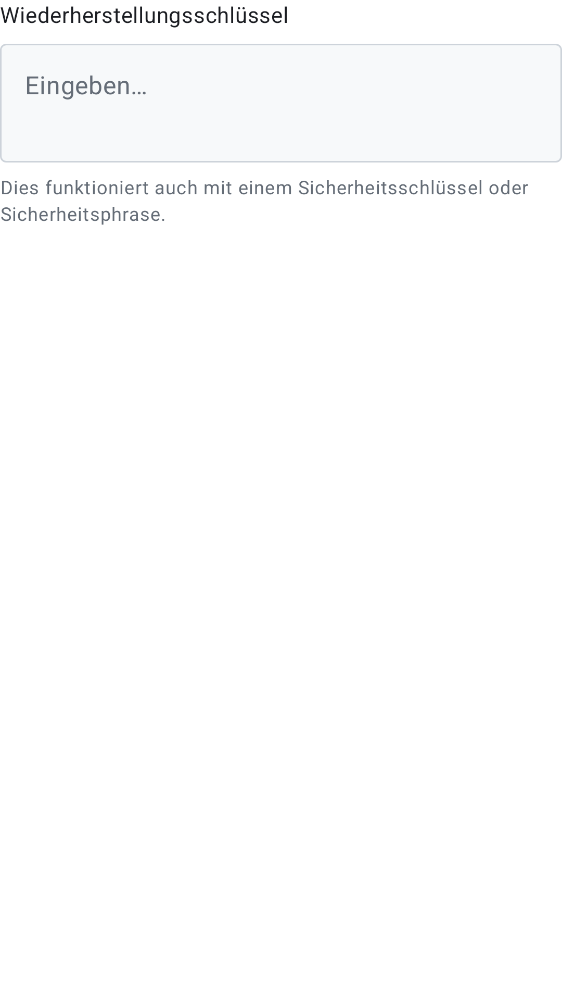 Wiederherstellungsschlüssel
Eingeben…
Dies funktioniert auch mit einem Sicherheitsschlüssel oder
Sicherheitsphrase.